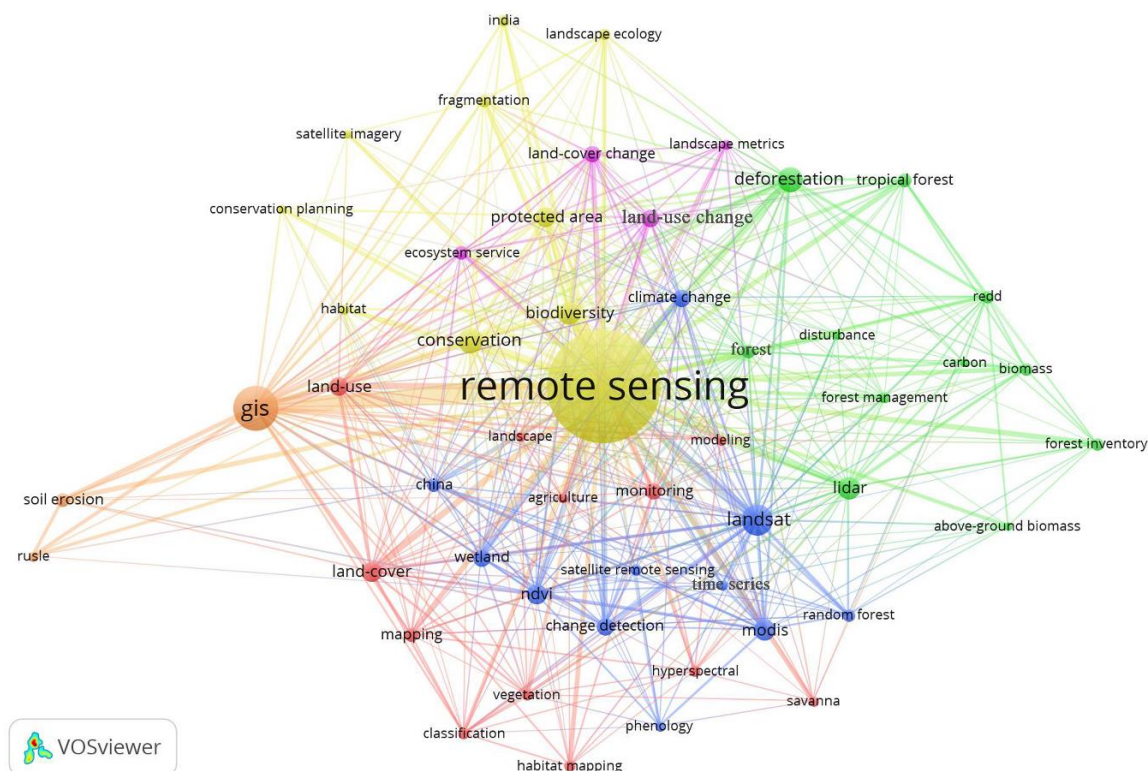 india
landscape ecology
fragmentation
satellite imagery
land-cover change
landscape metrics
deforestation
tropical forest
conservation planning
protected area
land-use change
ecosystem service
climate change
redd
habitat
biodiversity
disturbance
conservation
forest
carbon
biomass
land-use
remote sensing
forest management
gis
landscape
modeling
forest inventory
china
monitoring
lidar
soil erosion
agriculture
landsat
above-ground biomass
rusle
wetland
land-cover
satellite remote sensing
time series
ndvi
random forest
mapping
change detection
modis
hyperspectral
vegetation
savanna
classification
phenology
habitat mapping
VOSviewer